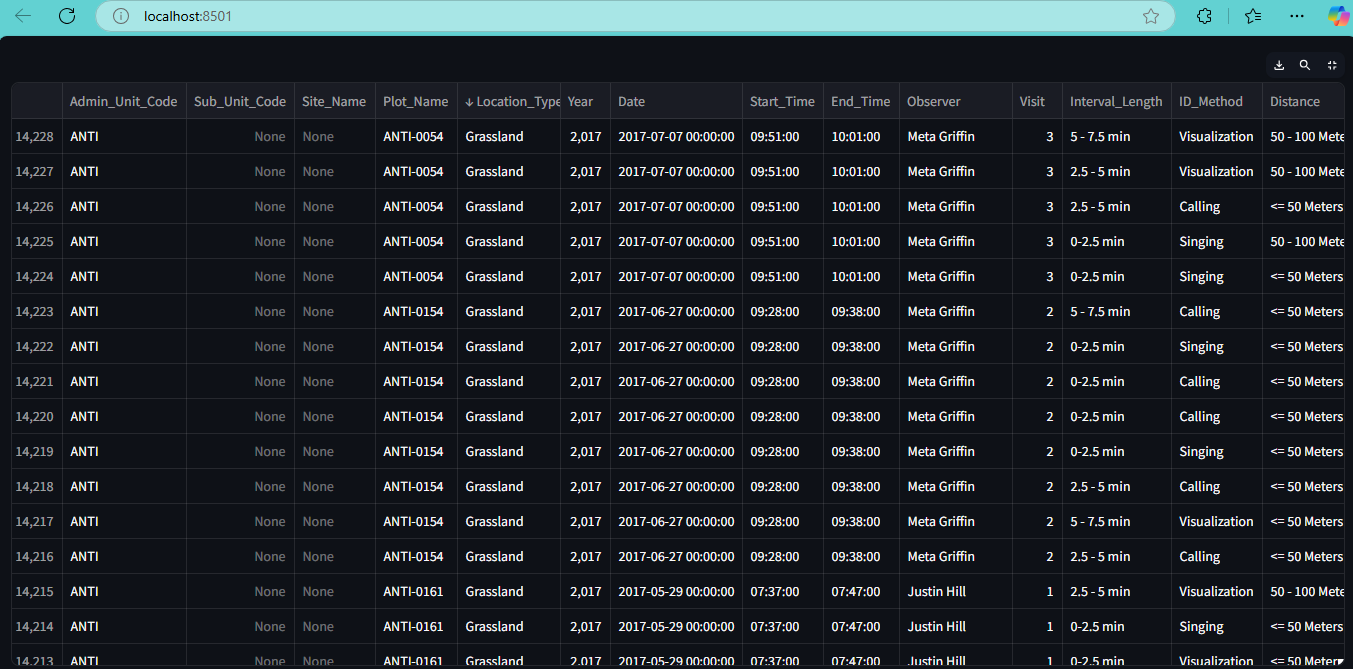 localhost:8501
Admin_Unit_Code Sub_Unit_Code Site_Name Plot_Name ↓ Location_Type Year Date Start_Time End_Time Observer Visit Interval_Length ID_Method Distance
14,228 ANTI None None ANTI-0054 Grassland 2,017 2017-07-07 00:00:00 09:51:00 10:01:00 Meta Griffin 3 5 - 7.5 min Visualization 50 - 100 Mete
14,227 ANTI None None ANTI-0054 Grassland 2,017 2017-07-07 00:00:00 09:51:00 10:01:00 Meta Griffin 3 2.5 - 5 min Visualization 50 - 100 Mete
14,226 ANTI None None ANTI-0054 Grassland 2,017 2017-07-07 00:00:00 09:51:00 10:01:00 Meta Griffin 3 2.5 - 5 min Calling <= 50 Meters
14,225 ANTI None None ANTI-0054 Grassland 2,017 2017-07-07 00:00:00 09:51:00 10:01:00 Meta Griffin 3 0-2.5 min Singing 50 - 100 Mete
14,224 ANTI None None ANTI-0054 Grassland 2,017 2017-07-07 00:00:00 09:51:00 10:01:00 Meta Griffin 3 0-2.5 min Singing <= 50 Meters
14,223 ANTI None None ANTI-0154 Grassland 2,017 2017-06-27 00:00:00 09:28:00 09:38:00 Meta Griffin 2 5 - 7.5 min Calling <= 50 Meters
14,222 ANTI None None ANTI-0154 Grassland 2,017 2017-06-27 00:00:00 09:28:00 09:38:00 Meta Griffin 2 0-2.5 min Singing <= 50 Meters
14,221 ANTI None None ANTI-0154 Grassland 2,017 2017-06-27 00:00:00 09:28:00 09:38:00 Meta Griffin 2 0-2.5 min Calling <= 50 Meters
14,220 ANTI None None ANTI-0154 Grassland 2,017 2017-06-27 00:00:00 09:28:00 09:38:00 Meta Griffin 2 0-2.5 min Calling <= 50 Meters
14,219 ANTI None None ANTI-0154 Grassland 2,017 2017-06-27 00:00:00 09:28:00 09:38:00 Meta Griffin 2 0-2.5 min Singing <= 50 Meters
14,218 ANTI None None ANTI-0154 Grassland 2,017 2017-06-27 00:00:00 09:28:00 09:38:00 Meta Griffin 2 2.5 - 5 min Calling <= 50 Meters
14,217 ANTI None None ANTI-0154 Grassland 2,017 2017-06-27 00:00:00 09:28:00 09:38:00 Meta Griffin 2 5 - 7.5 min Visualization <= 50 Meters
14,216 ANTI None None ANTI-0154 Grassland 2,017 2017-06-27 00:00:00 09:28:00 09:38:00 Meta Griffin 2 2.5 - 5 min Calling <= 50 Meters
14,215 ANTI None None ANTI-0161 Grassland 2,017 2017-05-29 00:00:00 07:37:00 07:47:00 Justin Hill 1 2.5 - 5 min Visualization 50 - 100 Mete
14,214 ANTI None None ANTI-0161 Grassland 2,017 2017-05-29 00:00:00 07:37:00 07:47:00 Justin Hill 1 0-2.5 min Singing <= 50 Meters
14,213 ANTI None None ANTI-0161 Grassland 2,017 2017-05-29 00:00:00 07:37:00 07:47:00 Justin Hill 1 0-2.5 min Visualization <= 50 Meters